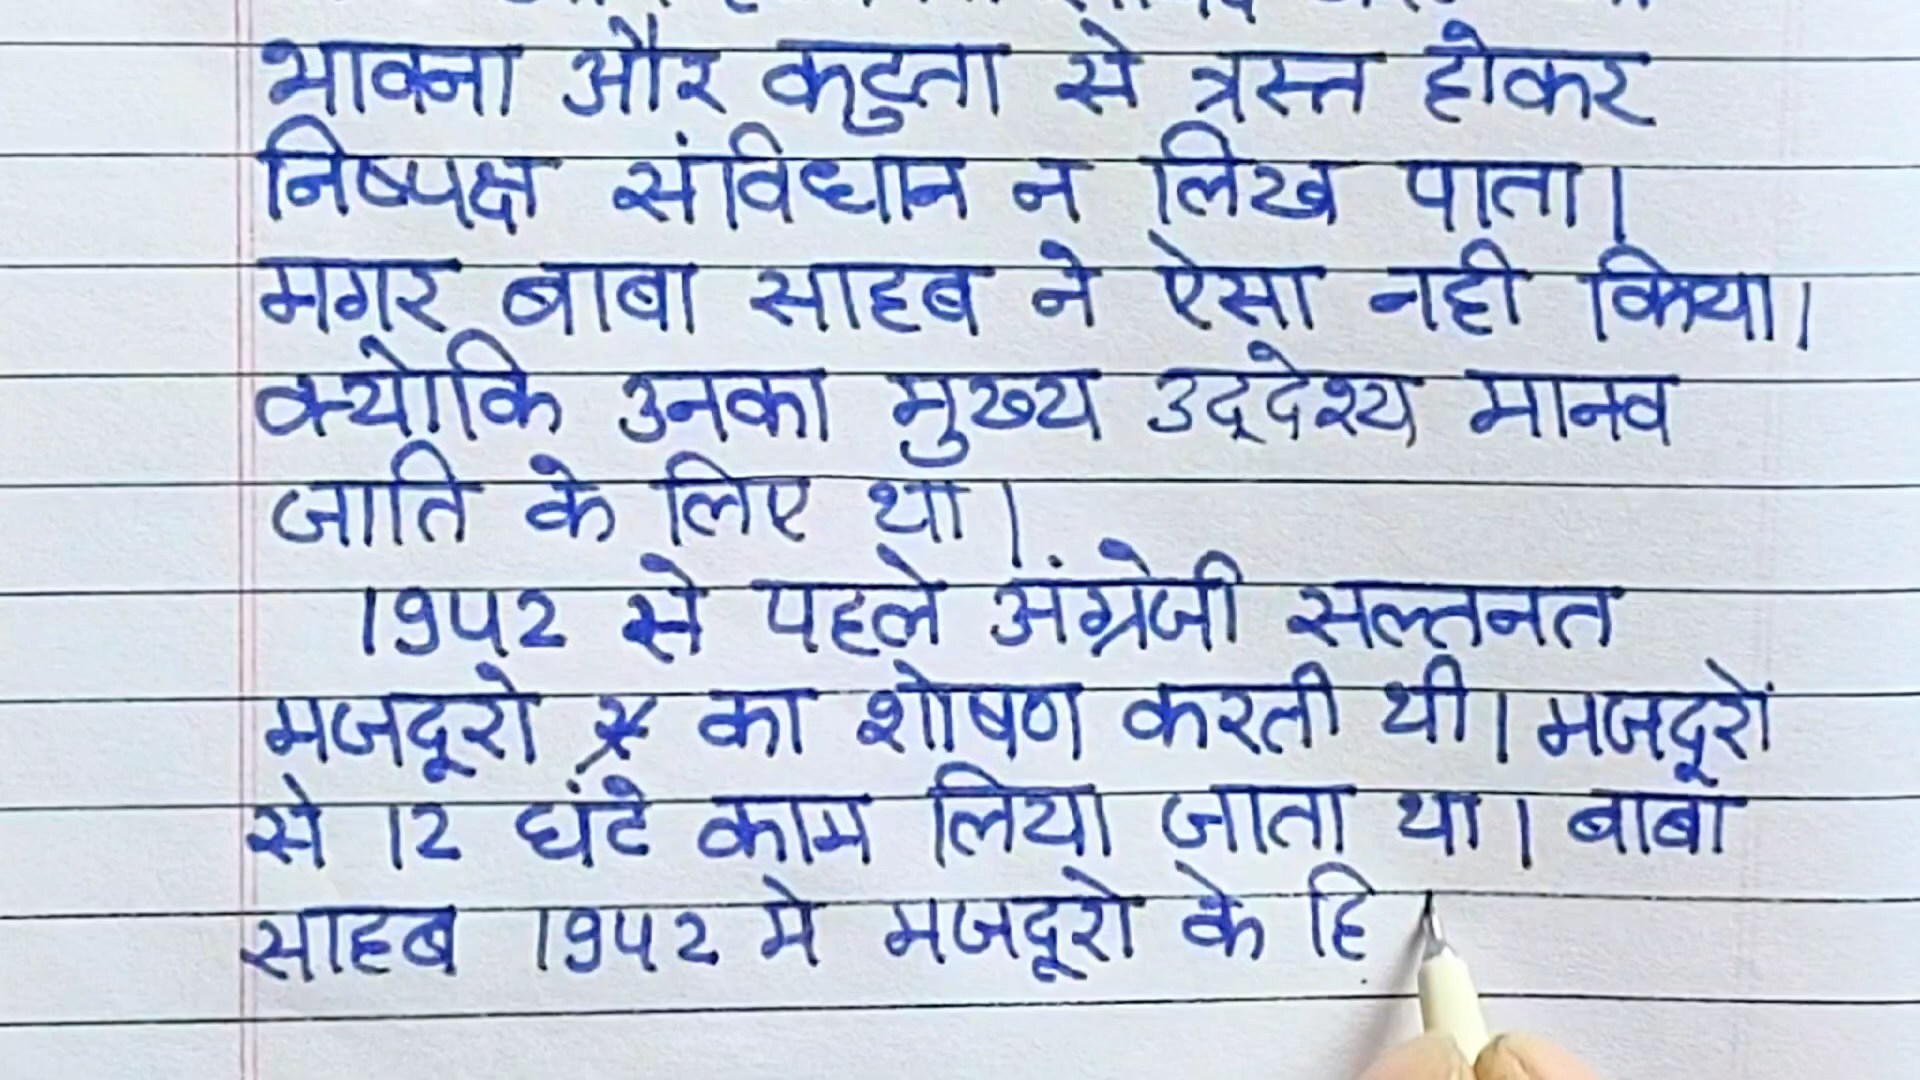 भावना और कटुता से त्रस्त होकर
निष्पक्ष संविधान न लिख पाता।
मगर बाबा साहब ने ऐसा नही किया।
क्योकि उनका मुख्य उद्देश्य मानव
जाति के लिए था।
1942 से पहले अंग्रेजी सल्तनत
मजदूरो का शोषण करती थी। मजदूरों
से 12 घंटे काम लिया जाता था। बाबा
साहब 1942 मे मजदूरो के हि